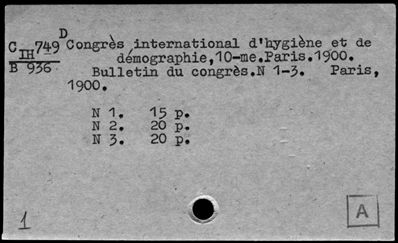 D
C 749 Congrès international d'hygiène et de
IH
B 936 démographie,10-me.Paris.1900.
Bulletin du congrès.N 1-3. Paris,
1900.
N 1. 15 p.
N 2. 20 p.
N 3. 20 p.
1
A